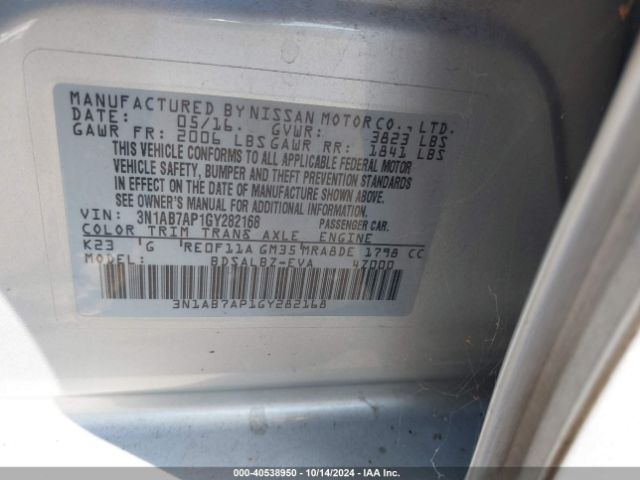 MANUFACTURED BY NISSAN MOTOR CO., LTD.
DATE: 05/16. GVWR: 3823 LBS
GAWR FR: 2006 LBS GAWR RR: 1841 LBS
THIS VEHICLE CONFORMS TO ALL APPLICABLE FEDERAL MOTOR
VEHICLE SAFETY, BUMPER AND THEFT PREVENTION STANDARDS
IN EFFECT ON THE DATE OF MANUFACTURE SHOWN ABOVE.
SEE OWNER'S MANUAL FOR ADDITIONAL INFORMATION.
VIN: 3N1AB7AP1GY282168 PASSENGER CAR.
COLOR TRIM TRANS AXLE ENGINE
K23 G RE0F11A GM35 MRA8DE 1798 CC
MODEL: BDSALBZ-EVA 47000
3N1AB7AP1GY282168
000-40538950 | 10/14/2024 | IAA Inc.